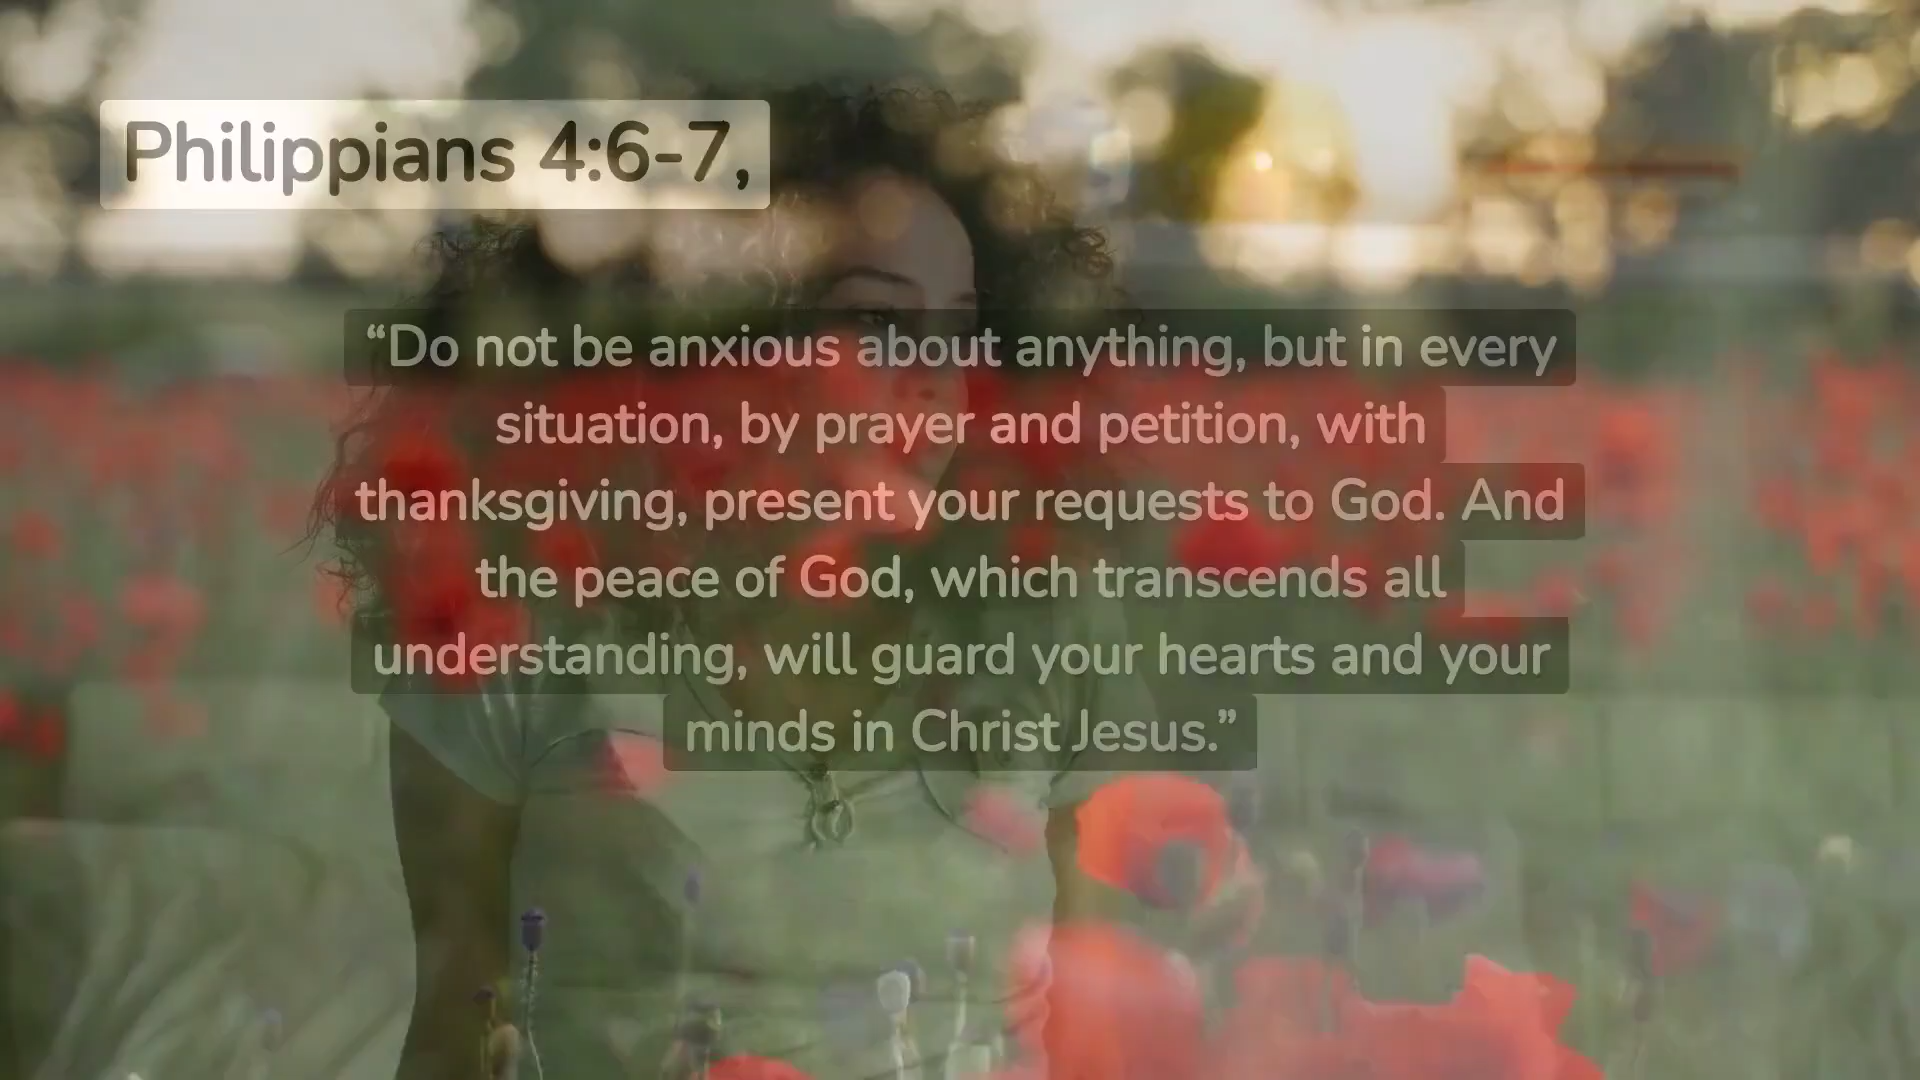 Philippians 4:6-7,
“Do not be anxious about anything, but in every
situation, by prayer and petition, with
thanksgiving, present your requests to God. And
the peace of God, which transcends all
understanding, will guard your hearts and your
minds in Christ Jesus.”